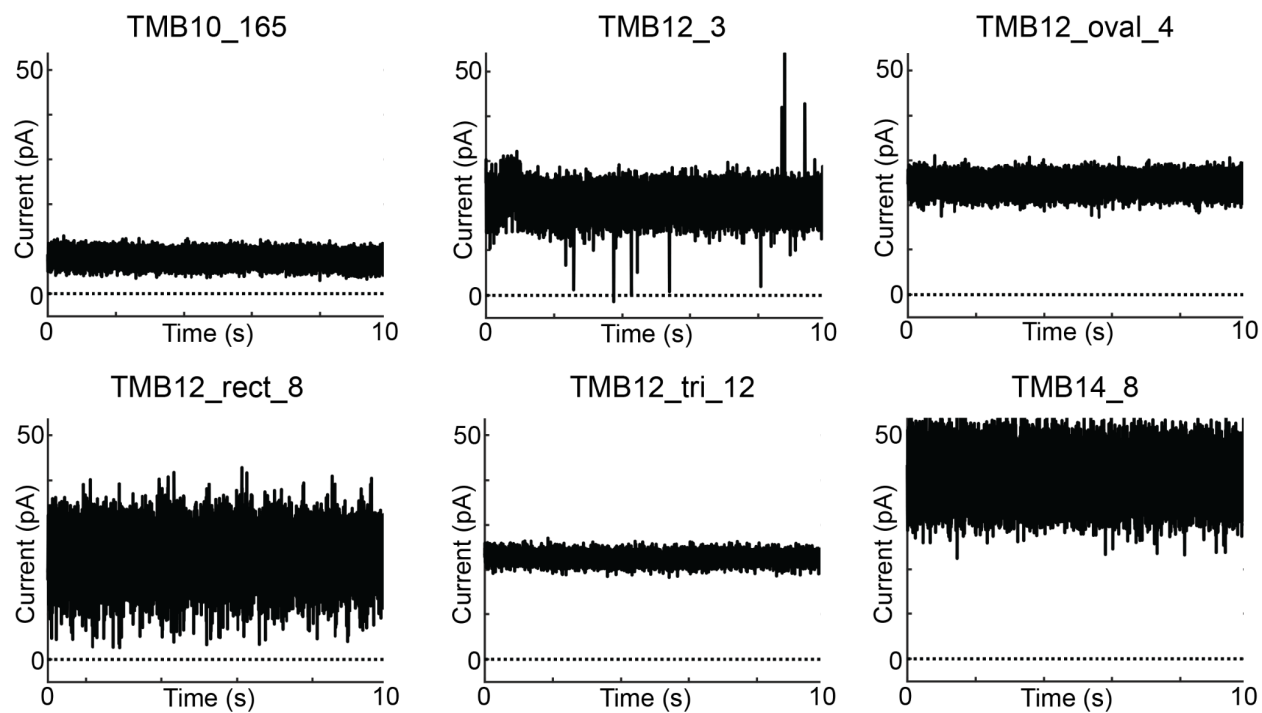 TMB10_165
TMB12_3
TMB12_oval_4
50
Current (pA)
0
0
Time (s)
10
50
Current (pA)
0
0
Time (s)
10
50
Current (pA)
0
0
Time (s)
10
TMB12_rect_8
TMB12_tri_12
TMB14_8
50
Current (pA)
0
0
Time (s)
10
50
Current (pA)
0
0
Time (s)
10
50
Current (pA)
0
0
Time (s)
10